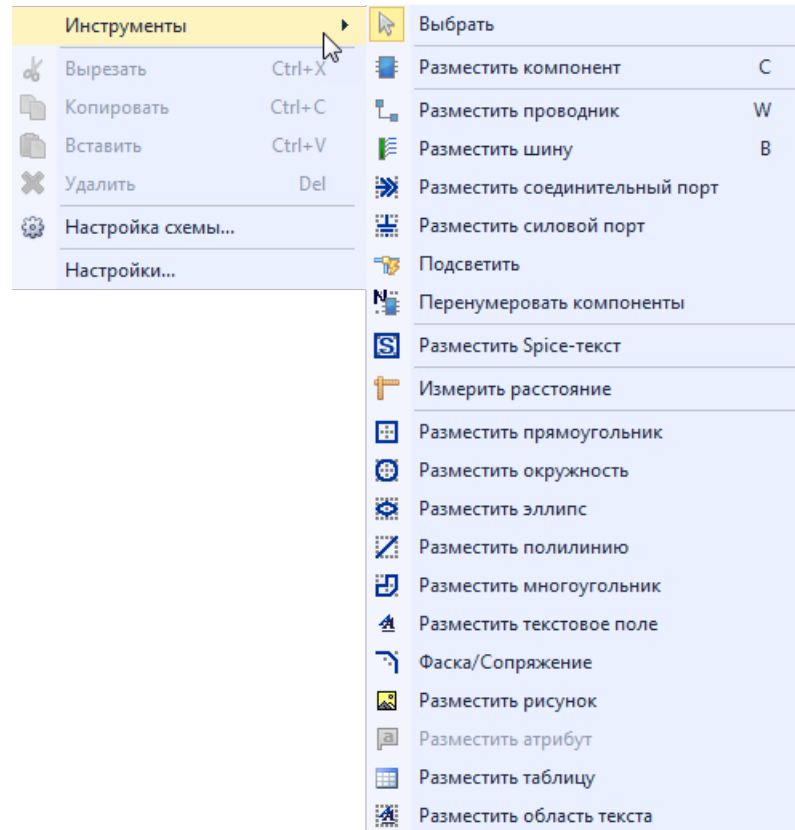 Инструменты
Вырезать Ctrl+X
Копировать Ctrl+C
Вставить Ctrl+V
Удалить Del
Настройка схемы...
Настройки...
Выбрать
Разместить компонент C
Разместить проводник W
Разместить шину B
Разместить соединительный порт
Разместить силовой порт
Подсветить
Перенумеровать компоненты
Разместить Spice-текст
Измерить расстояние
Разместить прямоугольник
Разместить окружность
Разместить эллипс
Разместить полилинию
Разместить многоугольник
Разместить текстовое поле
Фаска/Сопряжение
Разместить рисунок
Разместить атрибут
Разместить таблицу
Разместить область текста